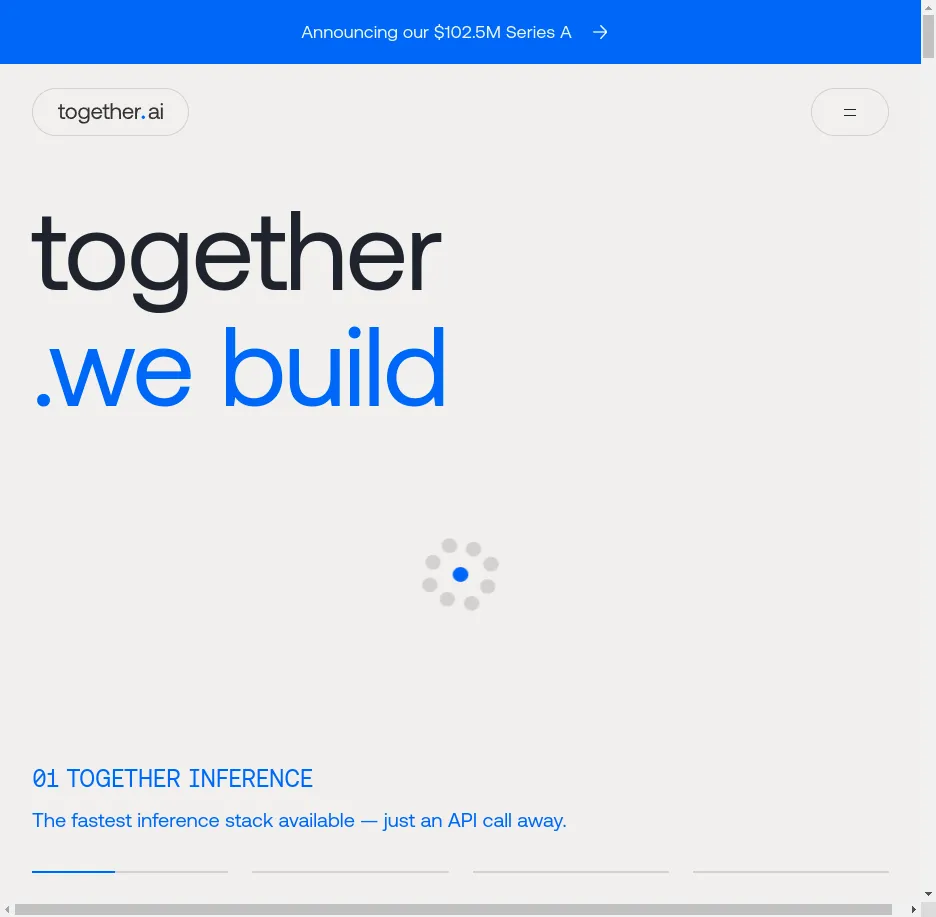 Announcing our $102.5M Series A
together.ai
together
.we build
01 TOGETHER INFERENCE
The fastest inference stack available — just an API call away.